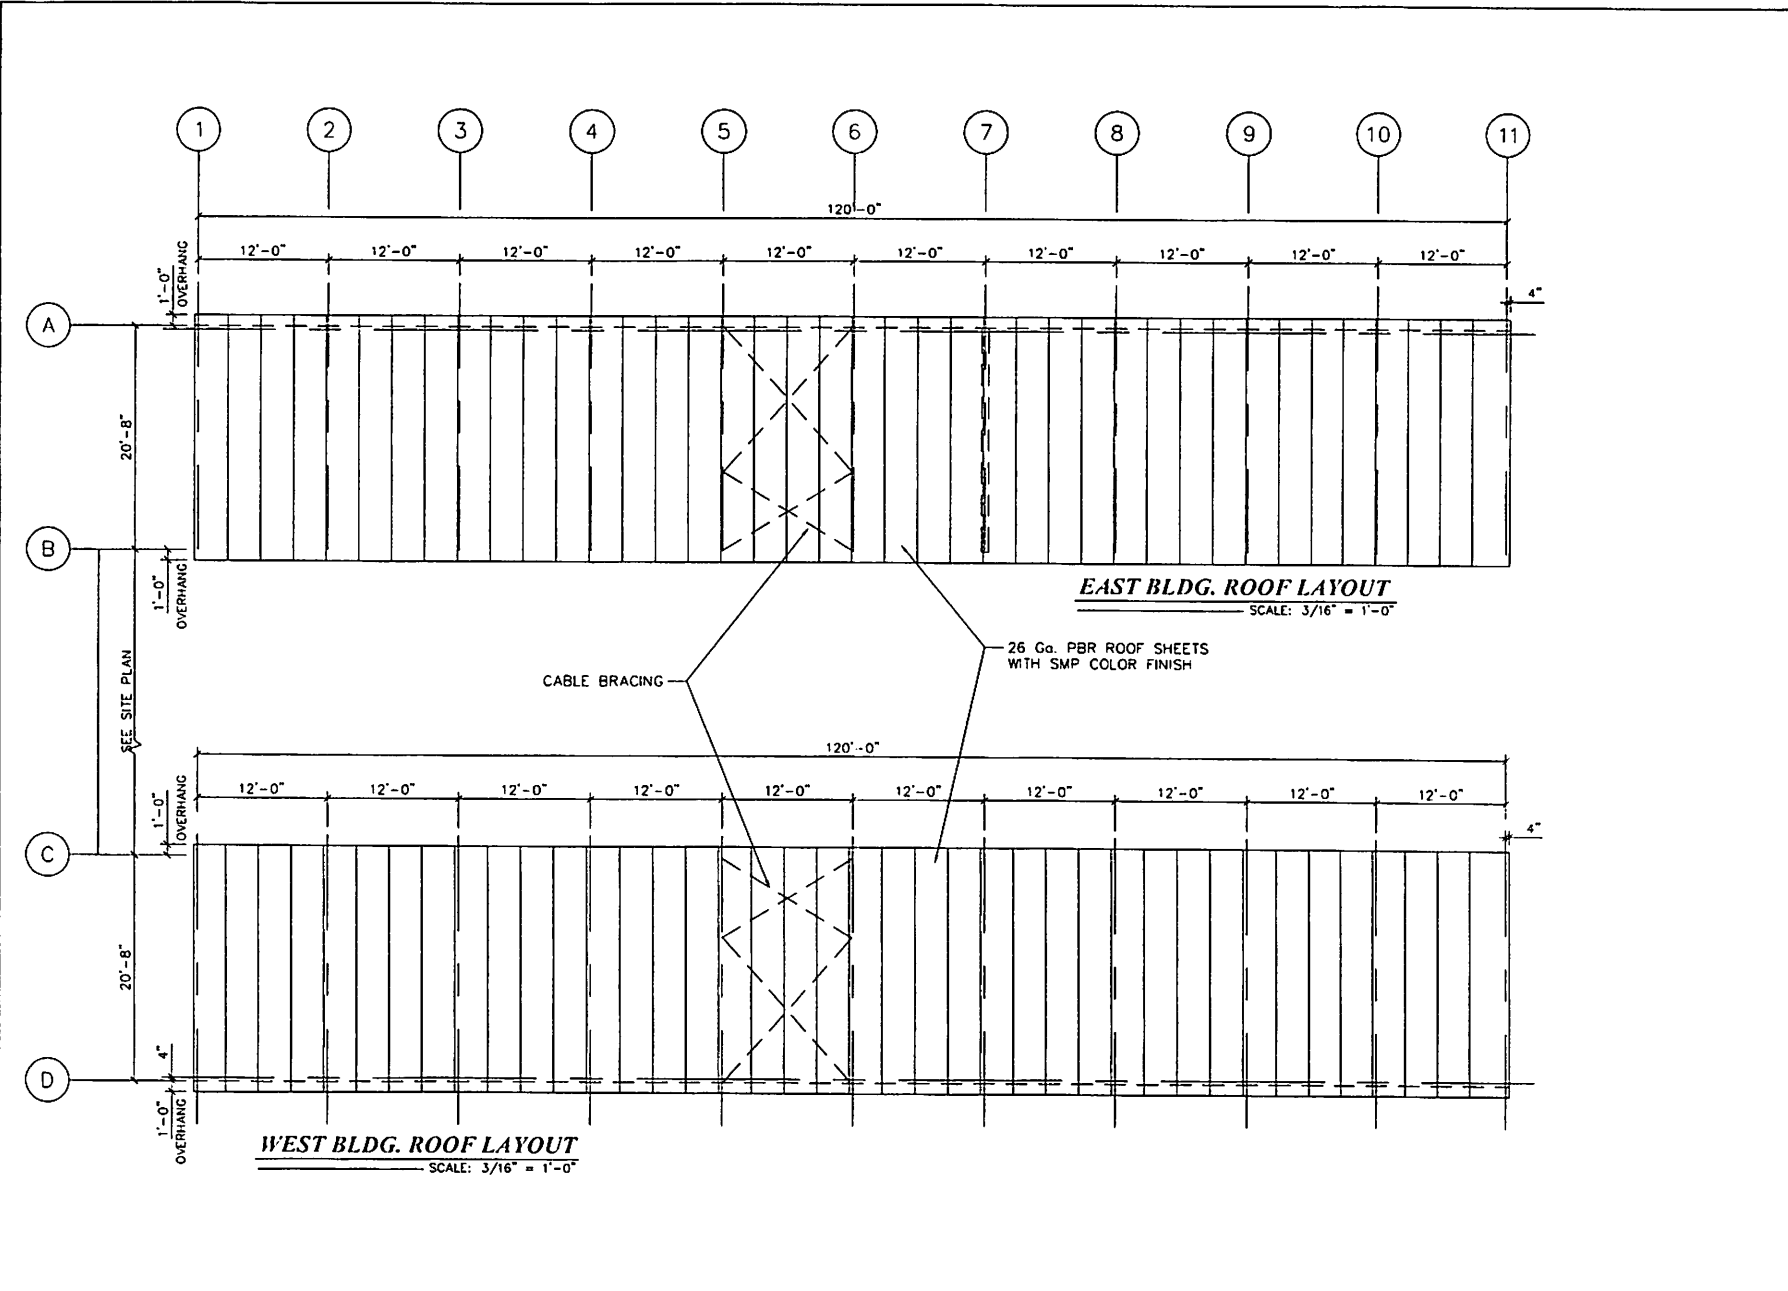 1 2 3 4 5 6 7 8 9 10 11
120'-0"
12'-0" 12'-0" 12'-0" 12'-0" 12'-0" 12'-0" 12'-0" 12'-0" 12'-0" 12'-0"
1'-0"
OVERHANG
4"
A
20'-8"
B
1'-0"
OVERHANG
EAST BLDG. ROOF LAYOUT
SCALE: 3/16" = 1'-0"
26 Ga. PBR ROOF SHEETS
WITH SMP COLOR FINISH
CABLE BRACING
SEE SITE PLAN
120'-0"
12'-0" 12'-0" 12'-0" 12'-0" 12'-0" 12'-0" 12'-0" 12'-0" 12'-0" 12'-0"
1'-0"
OVERHANG
4"
C
20'-8"
4"
D
1'-0"
OVERHANG
WEST BLDG. ROOF LAYOUT
SCALE: 3/16" = 1'-0"